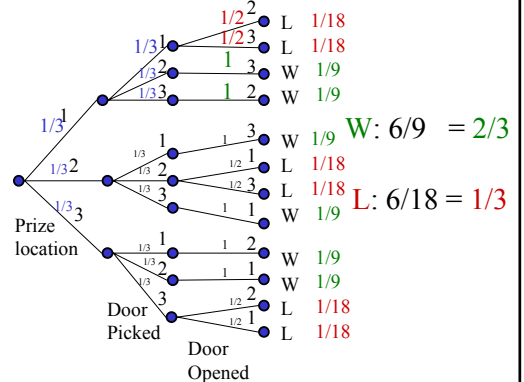 1/2 2 L 1/18
1/3 1 1/2 3 L 1/18
1/3 2 1 3 W 1/9
1/3 3 1 2 W 1/9
1/3 1
1/3 1 1 3 W 1/9
W: 6/9 = 2/3
1/3 2 1/3 2 1/2 1 L 1/18
1/2 3 L 1/18
L: 6/18 = 1/3
1/3 3 1/3 3 1 1 W 1/9
Prize
location
1/3 1 1 2 W 1/9
1/3 2 1 1 W 1/9
1/3 3 1/2 2 L 1/18
1/2 1 L 1/18
Door
Picked
Door
Opened